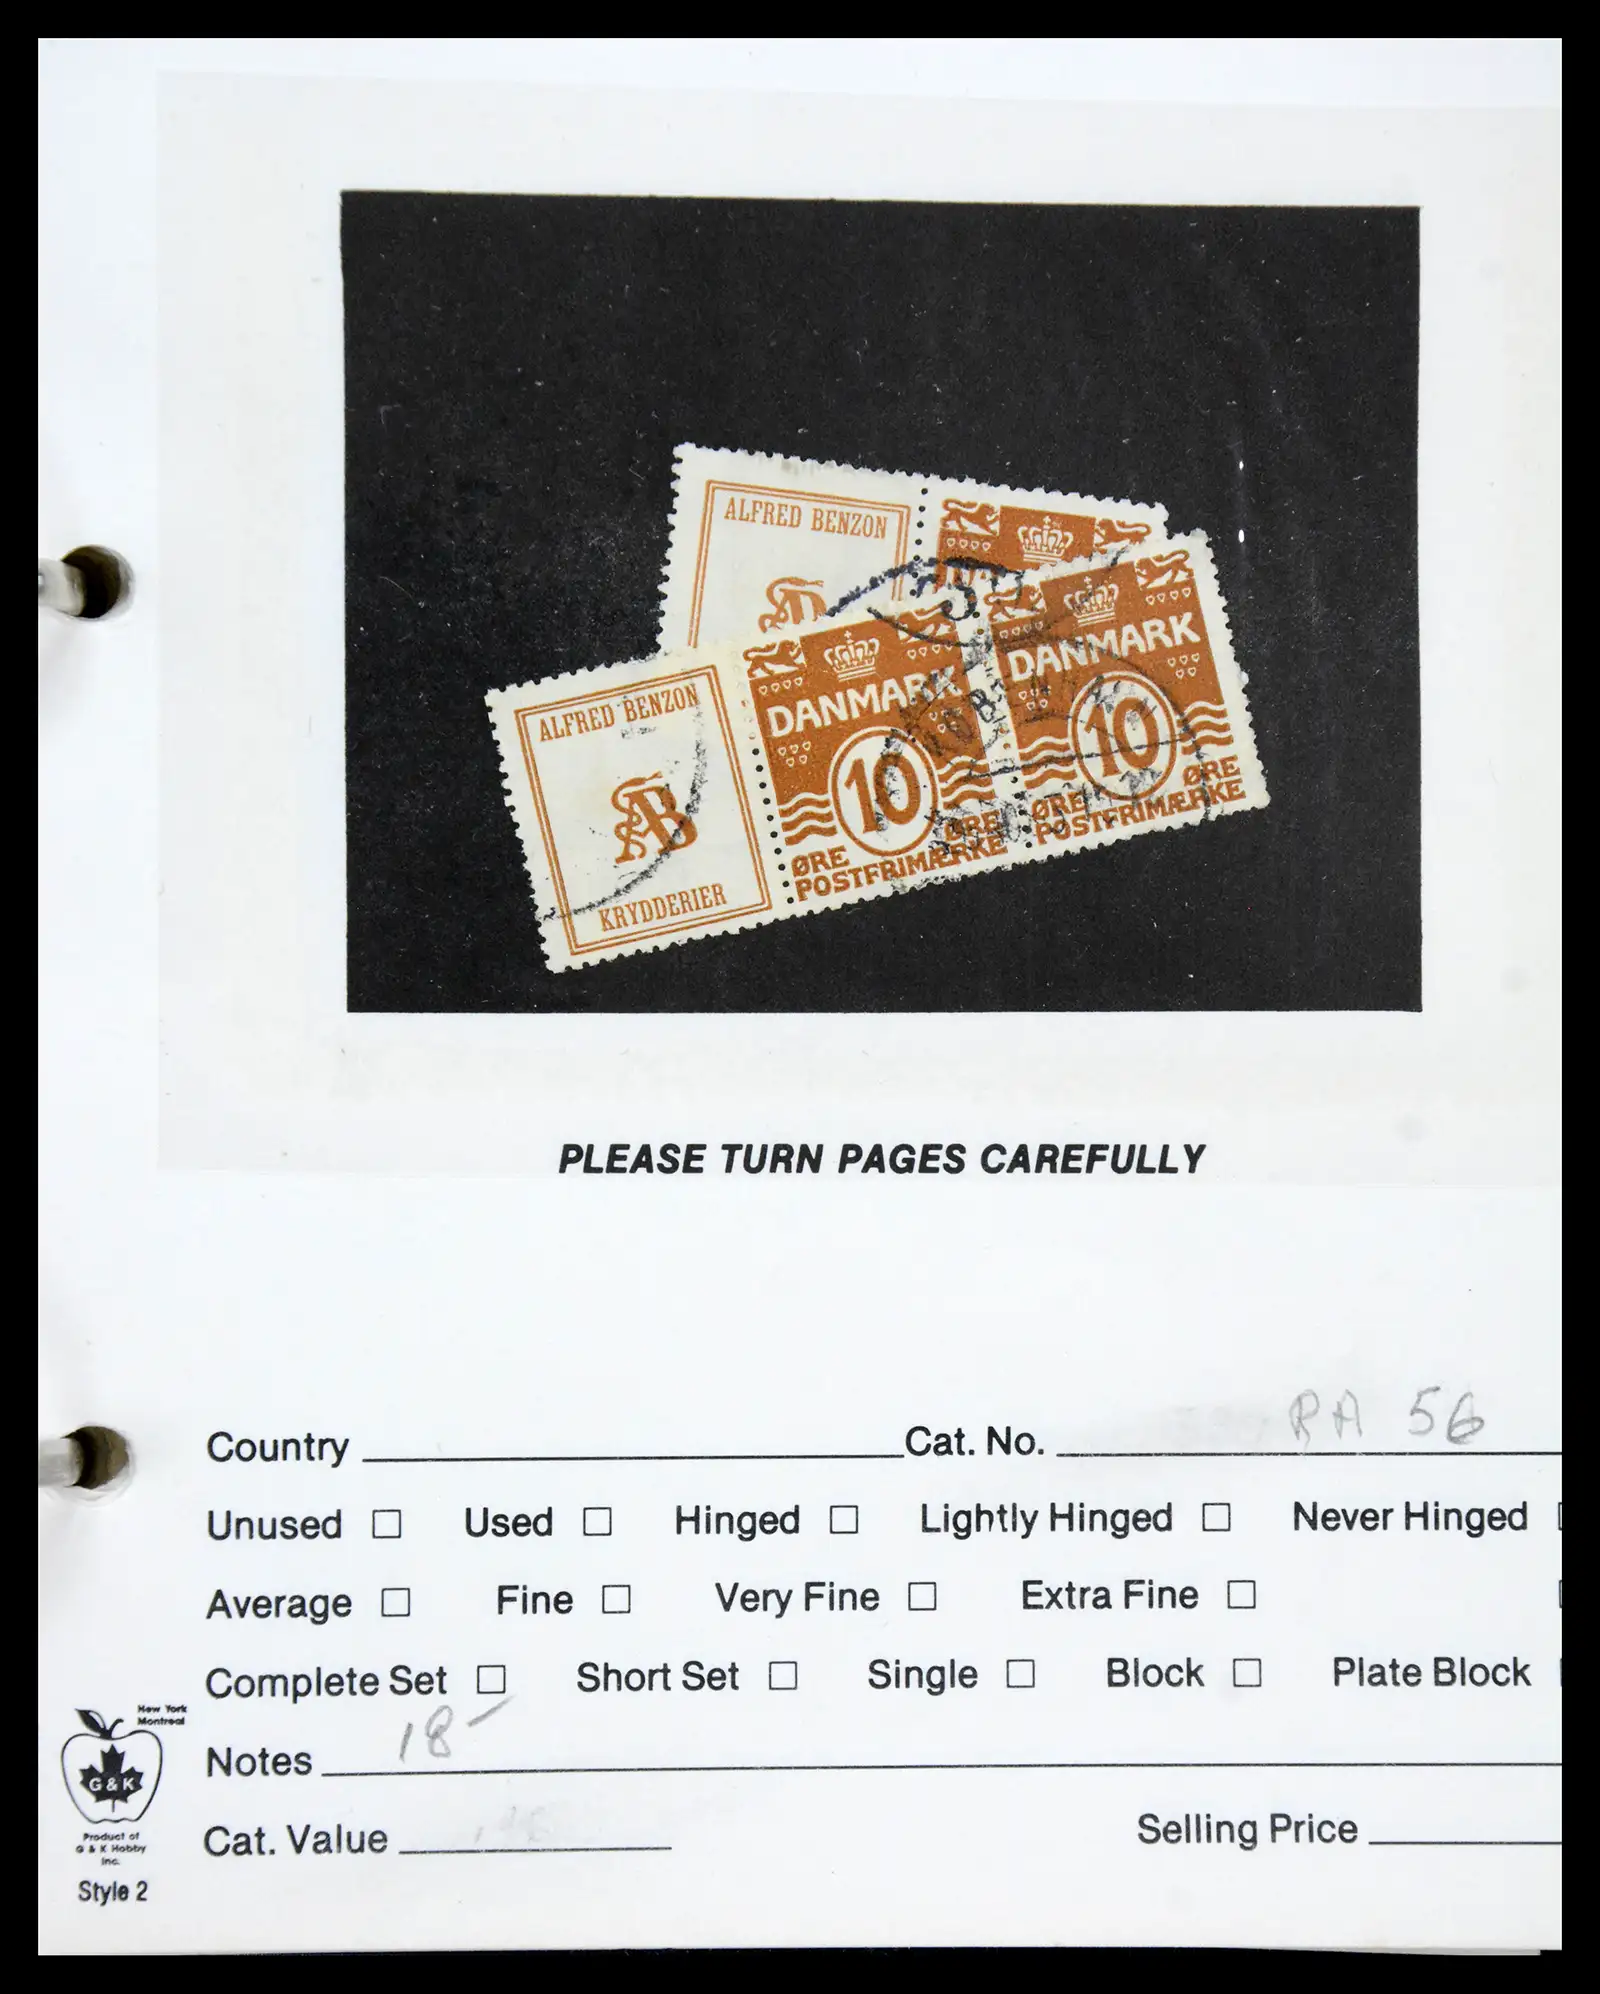 ALFRED BENZON
ALFRED BENZON
AB
KRYDDERIER
DANMARK
10
ØRE ØRE
POSTFRIMÆRKE
DANMARK
10
ØRE ØRE
POSTFRIMÆRKE
PLEASE TURN PAGES CAREFULLY
Country Cat. No. RA 56
Unused Used Hinged Lightly Hinged Never Hinged
Average Fine Very Fine Extra Fine
Complete Set Short Set Single Block Plate Block
Notes 18-
Cat. Value Selling Price
New York
Montreal
G & K
Product of
G & K Hobby
Inc.
Style 2